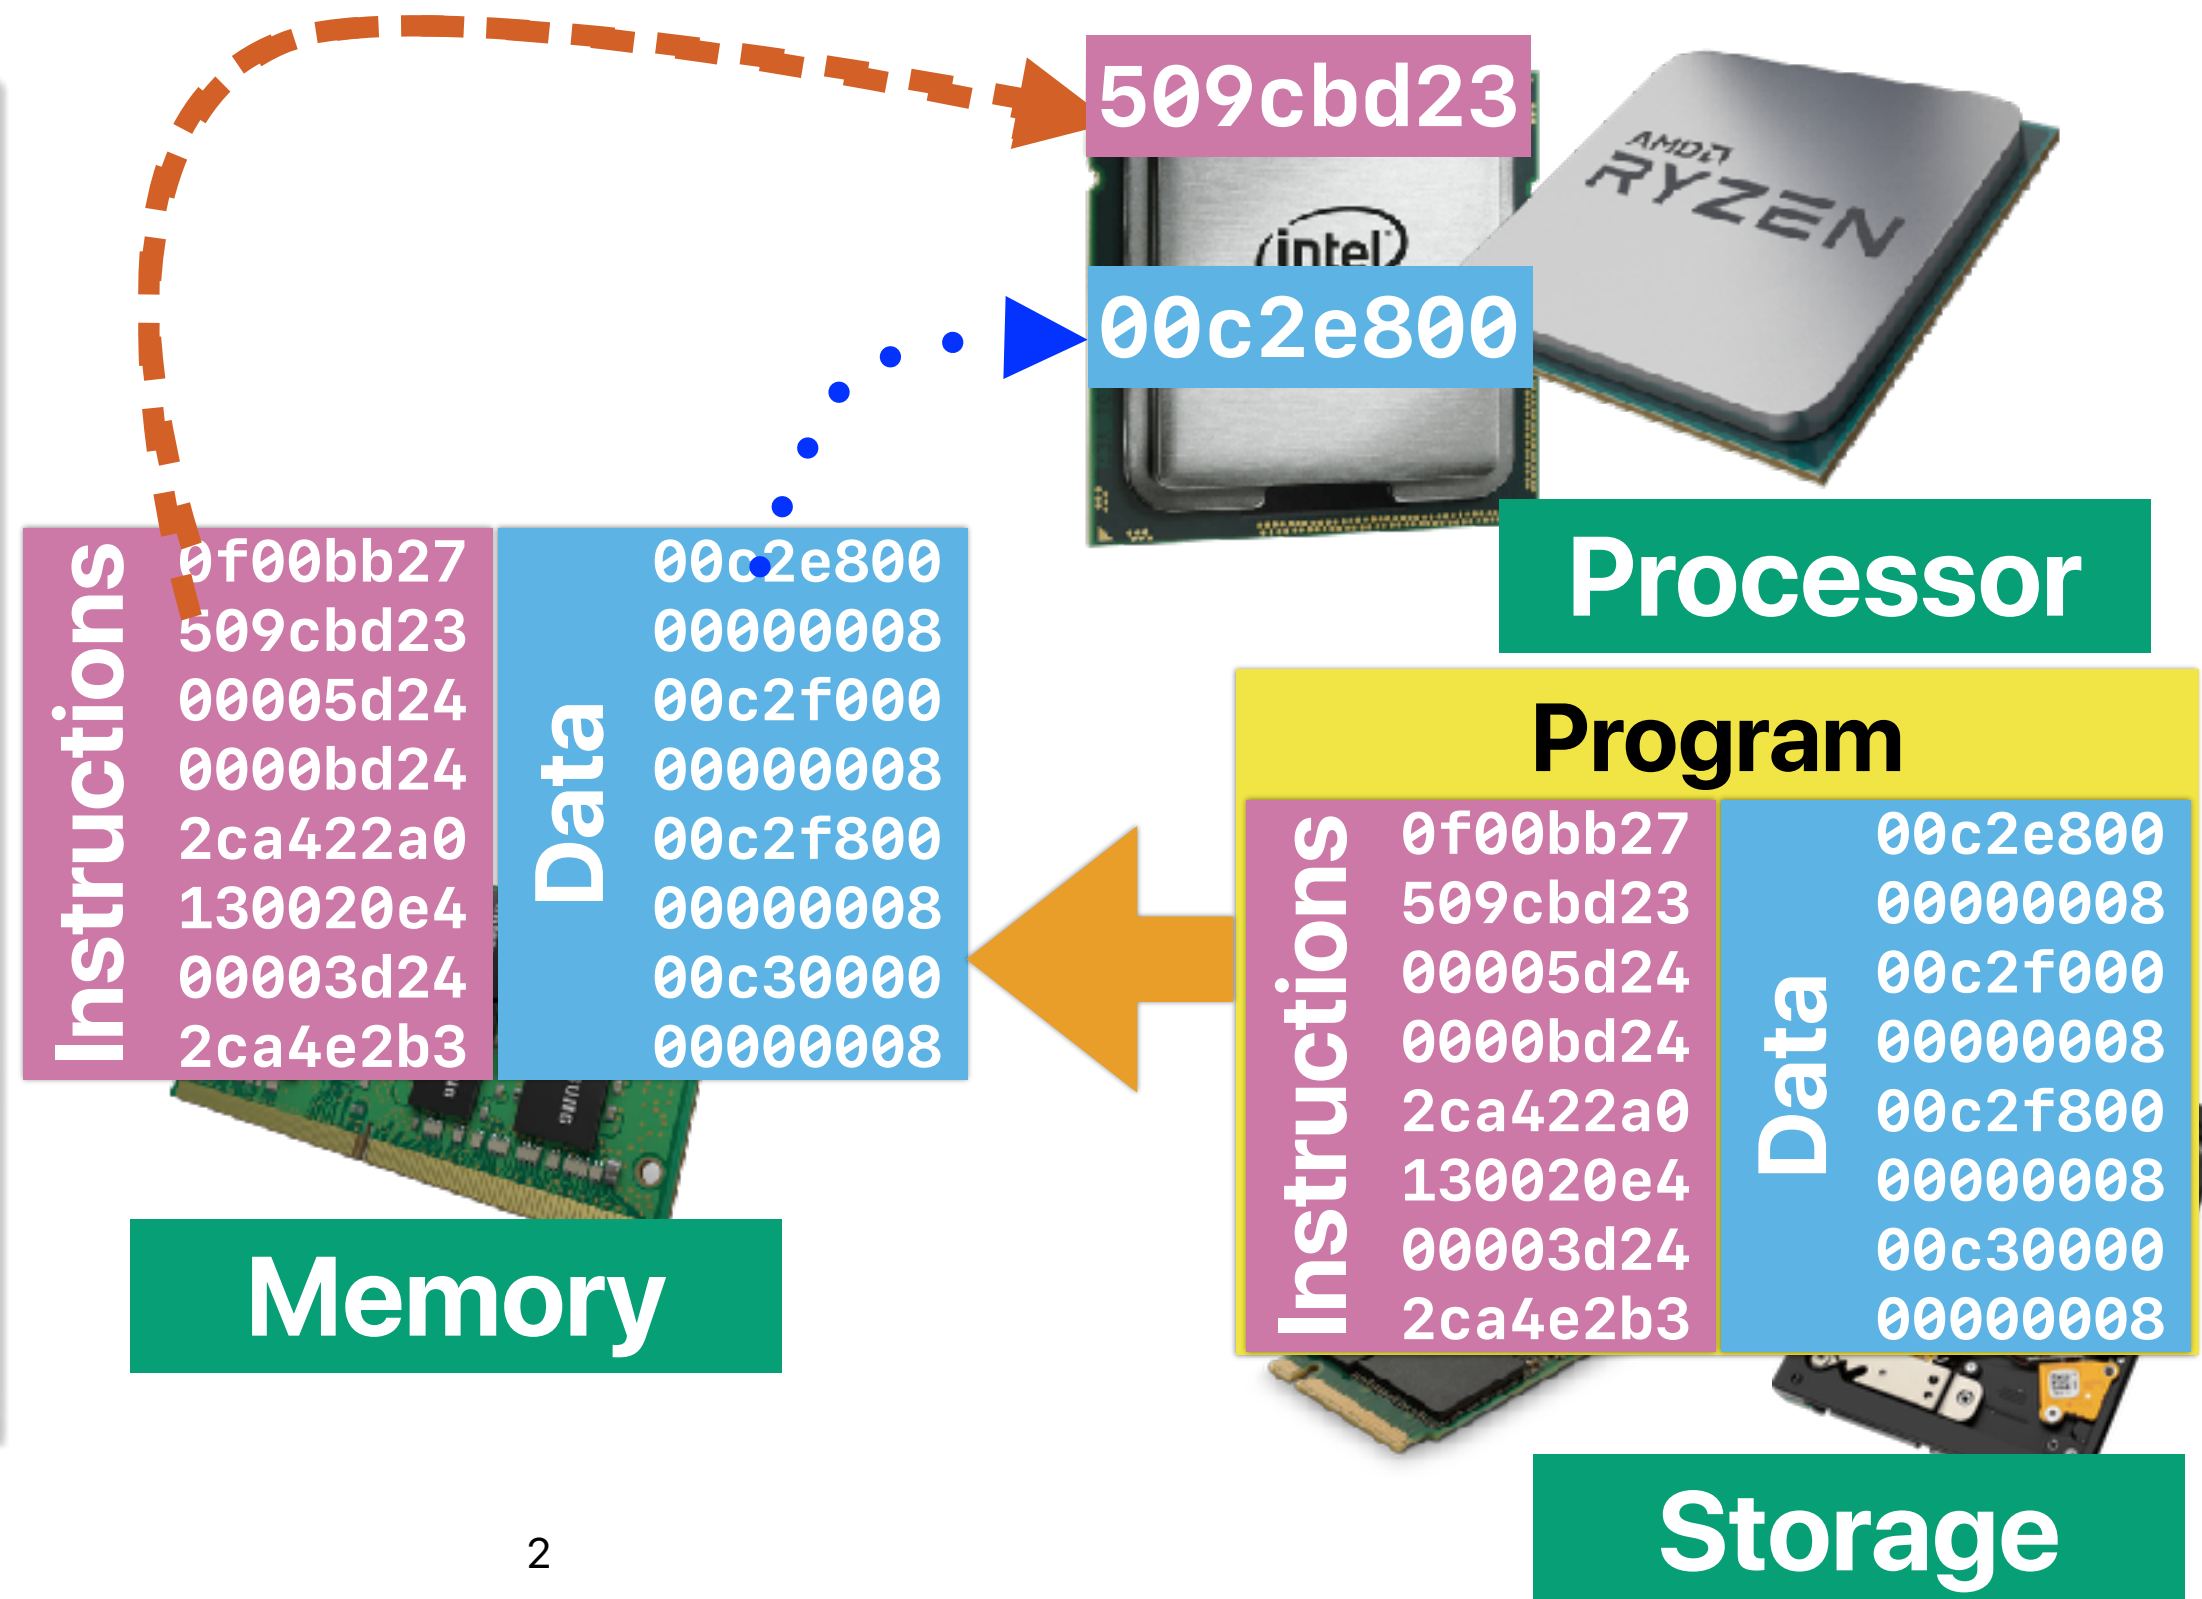 509cbd23
AMD
RYZEN
intel
00c2e800
Processor
Instructions
0f00bb27
509cbd23
00005d24
0000bd24
2ca422a0
130020e4
00003d24
2ca4e2b3
Data
00c2e800
00000008
00c2f000
00000008
00c2f800
00000008
00c30000
00000008
Memory
Program
Instructions
0f00bb27
509cbd23
00005d24
0000bd24
2ca422a0
130020e4
00003d24
2ca4e2b3
Data
00c2e800
00000008
00c2f000
00000008
00c2f800
00000008
00c30000
00000008
Storage
2